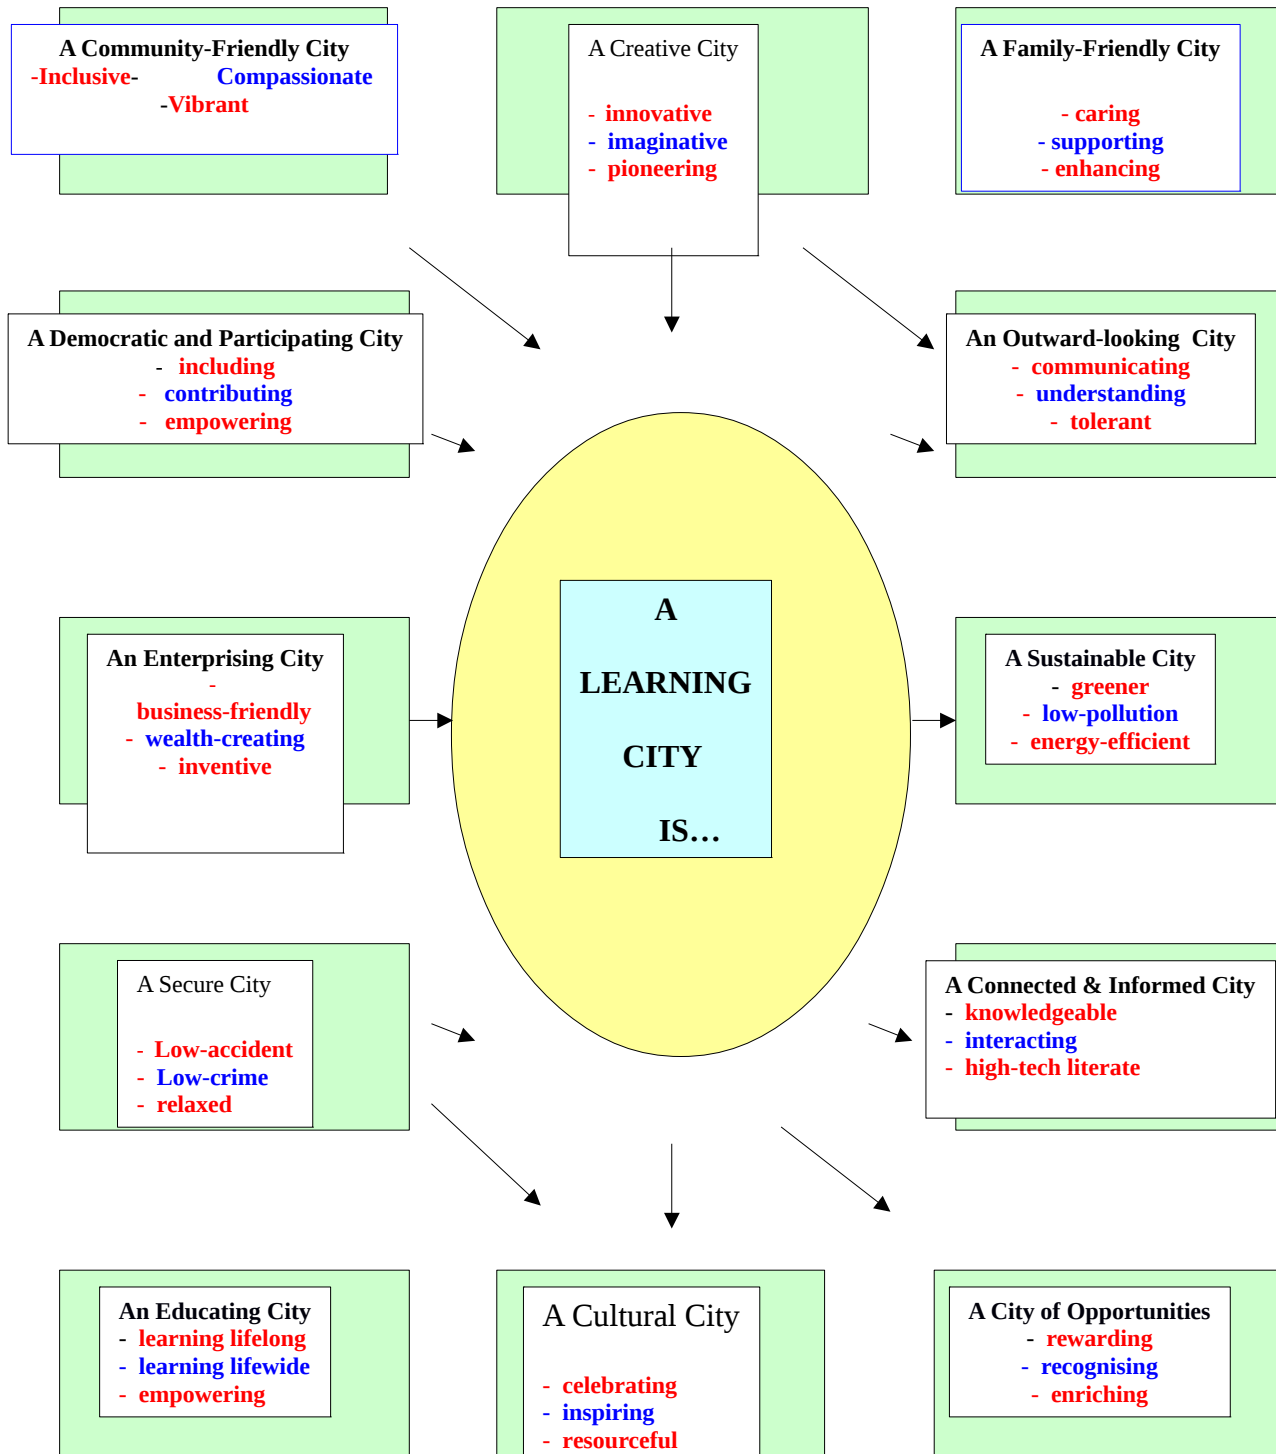 A Community-Friendly City
-Inclusive- Compassionate
-Vibrant
A Creative City
- innovative
- imaginative
- pioneering
A Family-Friendly City
- caring
- supporting
- enhancing
A Democratic and Participating City
- including
- contributing
- empowering
An Outward-looking City
- communicating
- understanding
- tolerant
An Enterprising City
-
business-friendly
- wealth-creating
- inventive
A
LEARNING
CITY
IS…
A Sustainable City
- greener
- low-pollution
- energy-efficient
A Secure City
- Low-accident
- Low-crime
- relaxed
A Connected & Informed City
- knowledgeable
- interacting
- high-tech literate
An Educating City
- learning lifelong
- learning lifewide
- empowering
A Cultural City
- celebrating
- inspiring
- resourceful
A City of Opportunities
- rewarding
- recognising
- enriching